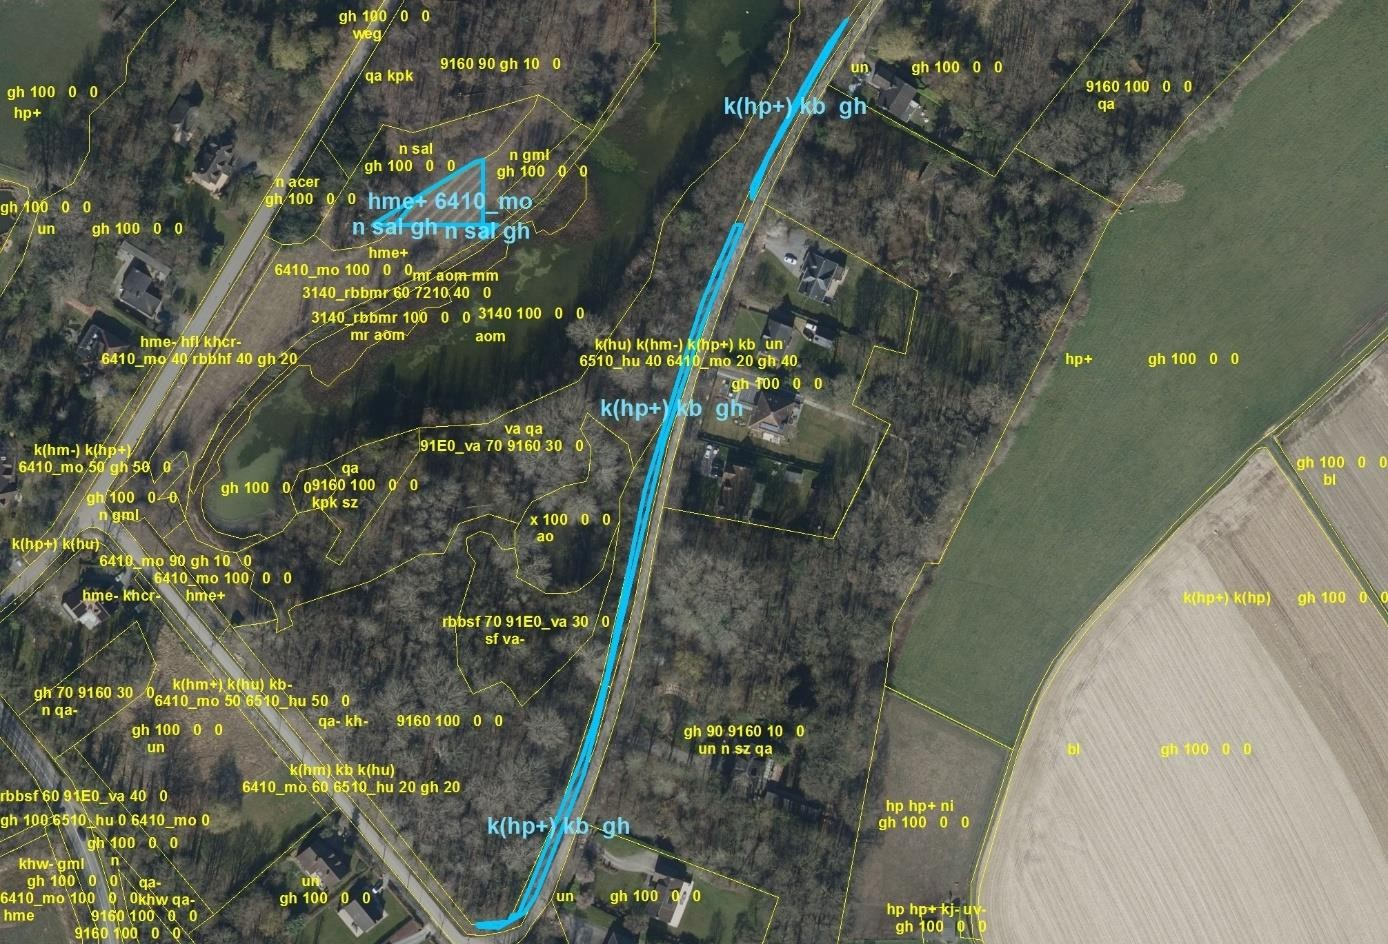 gh 100 0 0
weg
qa kpk
9160 90 gh 10 0
un
gh 100 0 0
9160 100 0 0
qa
gh 100 0 0
hp+
k(hp+) kb gh
n sal
gh 100 0 0
n gml
gh 100 0 0
n acer
gh 100 0 0
hme+ 6410_mo
n sal gh
n sal gh
gh 100 0 0
un
gh 100 0 0
hme+
6410_mo 100 0 0
mr aom mm
3140_rbbmr 60 7210 40 0
3140_rbbmr 100 0 0
mr aom
3140 100 0 0
aom
hme- hfl khcr-
6410_mo 40 rbbhf 40 gh 20
k(hu) k(hm-) k(hp+) kb
un
6510_hu 40 6410_mo 20 gh 40
gh 100 0 0
hp+
gh 100 0 0
k(hp+) kb gh
va qa
91E0_va 70 9160 30 0
k(hm-) k(hp+)
6410_mo 50 gh 50 0
gh 100 0 0
n gml
gh 100 0 0
qa
9160 100 0 0
kpk sz
gh 100 0 0
bl
x 100 0 0
ao
k(hp+) k(hu)
6410_mo 90 gh 10 0
6410_mo 100 0 0
hme- khcr-
hme+
k(hp+) k(hp)
gh 100 0 0
rbbsf 70 91E0_va 30 0
sf va-
gh 70 9160 30 0
n qa-
k(hm+) k(hu) kb-
6410_mo 50 6510_hu 50 0
qa- kh-
9160 100 0 0
gh 100 0 0
un
gh 90 9160 10 0
un n sz qa
bl
gh 100 0 0
k(hm) kb k(hu)
6410_mo 60 6510_hu 20 gh 20
rbbsf 60 91E0_va 40 0
gh 100 6510_hu 0 6410_mo 0
k(hp+) kb gh
hp hp+ ni
gh 100 0 0
gh 100 0 0
n
khw- gml
gh 100 0 0
qa-
6410_mo 100 0 0
khw qa-
hme
9160 100 0 0
9160 100 0 0
un
gh 100 0 0
un
gh 100 0 0
hp hp+ kj- uv-
gh 100 0 0